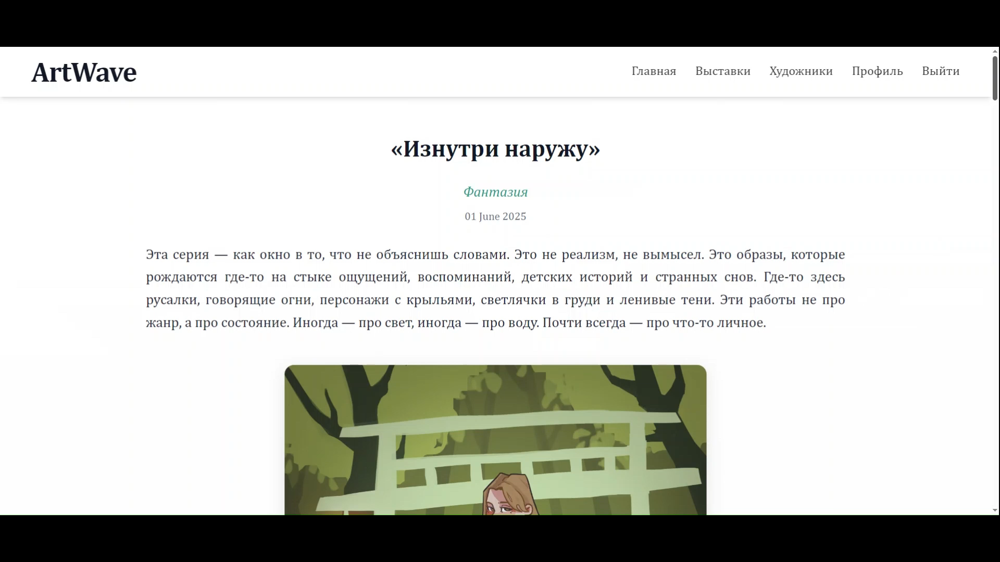 ArtWave
Главная Выставки Художники Профиль Выйти
«Изнутри наружу»
Фантазия
01 June 2025
Эта серия — как окно в то, что не объяснишь словами. Это не реализм, не вымысел. Это образы, которые
рождаются где-то на стыке ощущений, воспоминаний, детских историй и странных снов. Где-то здесь
русалки, говорящие огни, персонажи с крыльями, светлячки в груди и ленивые тени. Эти работы не про
жанр, а про состояние. Иногда — про свет, иногда — про воду. Почти всегда — про что-то личное.